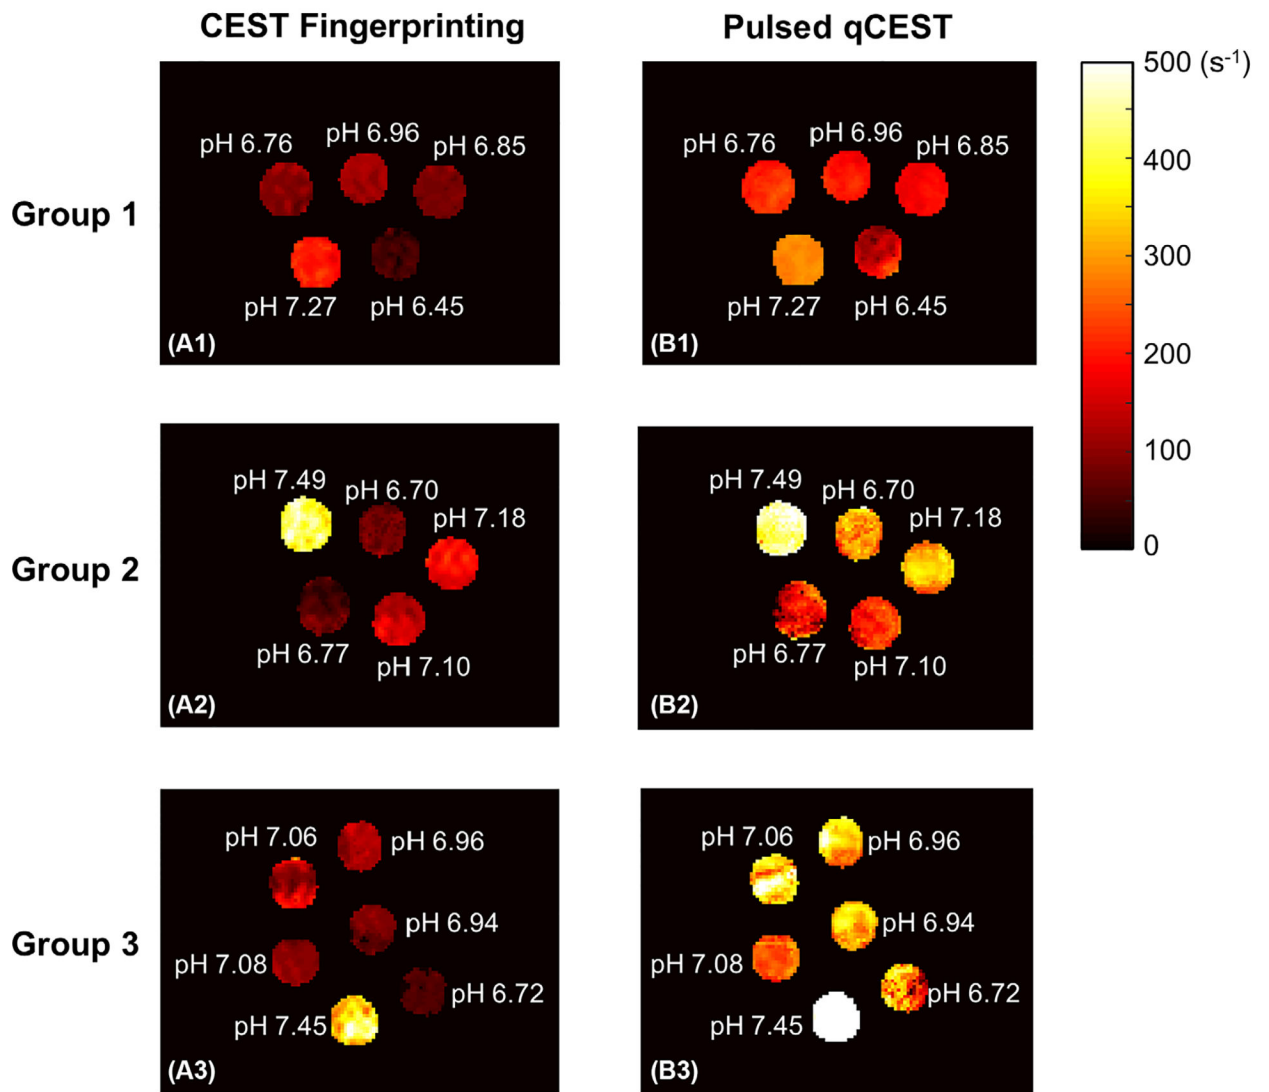 CEST Fingerprinting
Pulsed qCEST
500 (s⁻¹)
400
300
200
100
0
Group 1
pH 6.76
pH 6.96
pH 6.85
pH 7.27
pH 6.45
(A1)
pH 6.76
pH 6.96
pH 6.85
pH 7.27
pH 6.45
(B1)
Group 2
pH 7.49
pH 6.70
pH 7.18
pH 6.77
pH 7.10
(A2)
pH 7.49
pH 6.70
pH 7.18
pH 6.77
pH 7.10
(B2)
Group 3
pH 7.06
pH 6.96
pH 6.94
pH 7.08
pH 6.72
pH 7.45
(A3)
pH 7.06
pH 6.96
pH 6.94
pH 7.08
pH 6.72
pH 7.45
(B3)